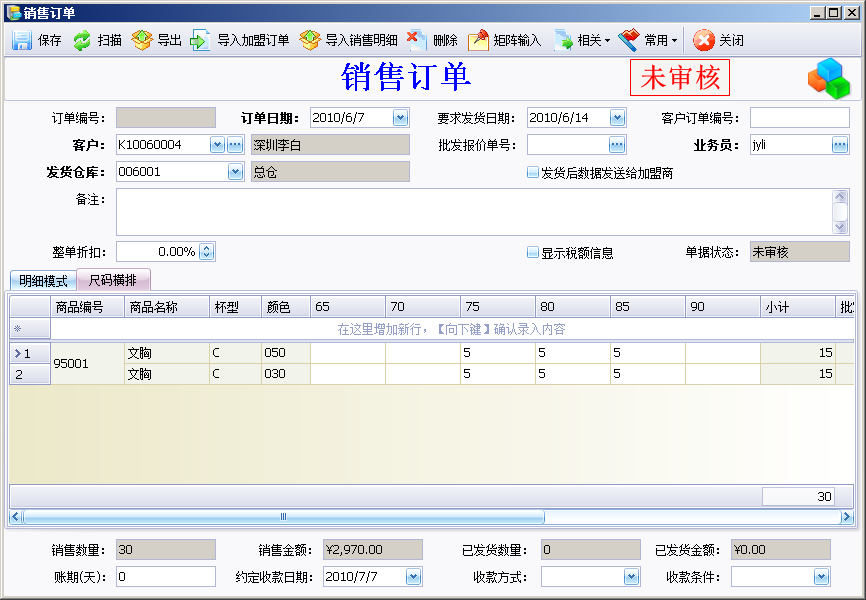 销售订单
保存 扫描 导出 导入加盟订单 导入销售明细 删除 矩阵输入 相关 常用 关闭
销售订单 未审核
订单编号: 订单日期: 2010/6/7 要求发货日期: 2010/6/14 客户订单编号:
客户: K10060004 深圳李白 批发报价单号: 业务员: jyli
发货仓库: 006001 总仓 发货后数据发送给加盟商
备注:
整单折扣: 0.00% 显示税额信息 单据状态: 未审核
明细模式 尺码横排
商品编号 商品名称 杯型 颜色 65 70 75 80 85 90 小计
在这里增加新行，【向下键】确认录入内容
1 95001 文胸 C 050 5 5 5 15
2 文胸 C 030 5 5 5 15
30
销售数量: 30 销售金额: ¥2,970.00 已发货数量: 0 已发货金额: ¥0.00
账期(天): 0 约定收款日期: 2010/7/7 收款方式: 收款条件: